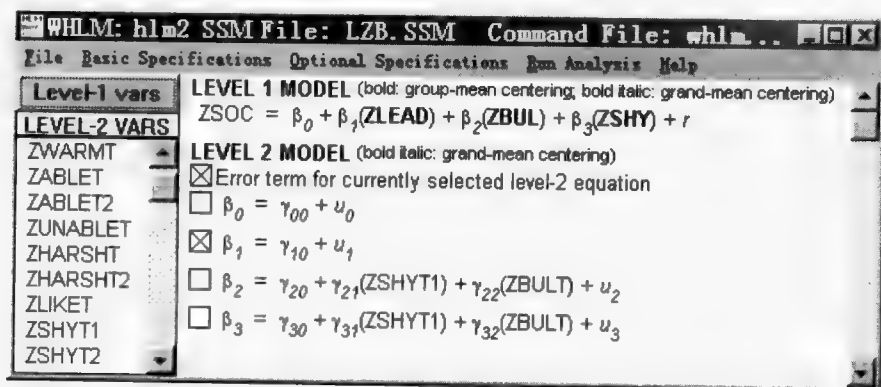 WHLM: hlm2 SSM File: LZB.SSM Command File: whlm...
File Basic Specifications Optional Specifications Run Analysis Help
Level-1 vars
LEVEL-2 VARS
ZWARMT
ZABLET
ZABLET2
ZUNABLET
ZHARSHT
ZHARSHT2
ZLIKET
ZSHYT1
ZSHYT2
LEVEL 1 MODEL (bold: group-mean centering; bold italic: grand-mean centering)
ZSOC = β0 + β1(ZLEAD) + β2(ZBUL) + β3(ZSHY) + r
LEVEL 2 MODEL (bold italic: grand-mean centering)
Error term for currently selected level-2 equation
β0 = γ00 + u0
β1 = γ10 + u1
β2 = γ20 + γ21(ZSHYT1) + γ22(ZBULT) + u2
β3 = γ30 + γ31(ZSHYT1) + γ32(ZBULT) + u3